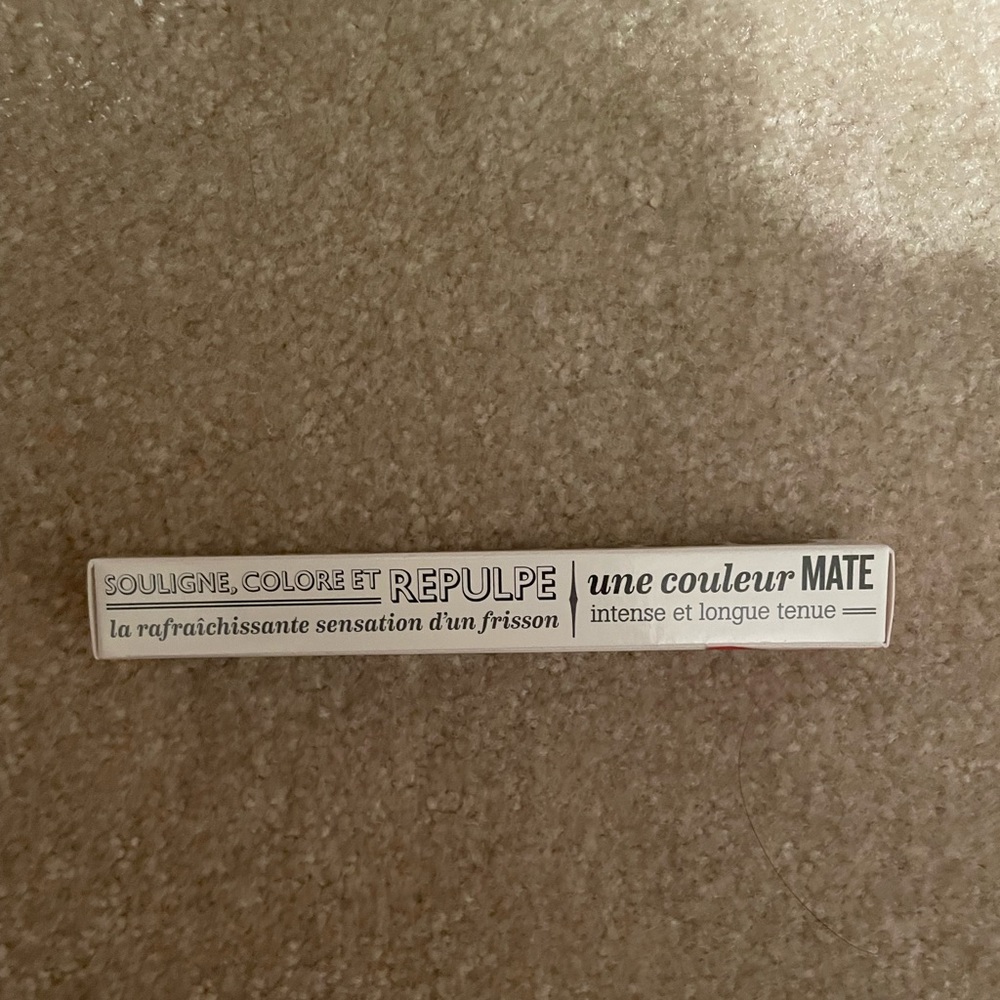 SOULIGNE, COLORE ET REPULPE
la rafraîchissante sensation d'un frisson
une couleur MATE
intense et longue tenue